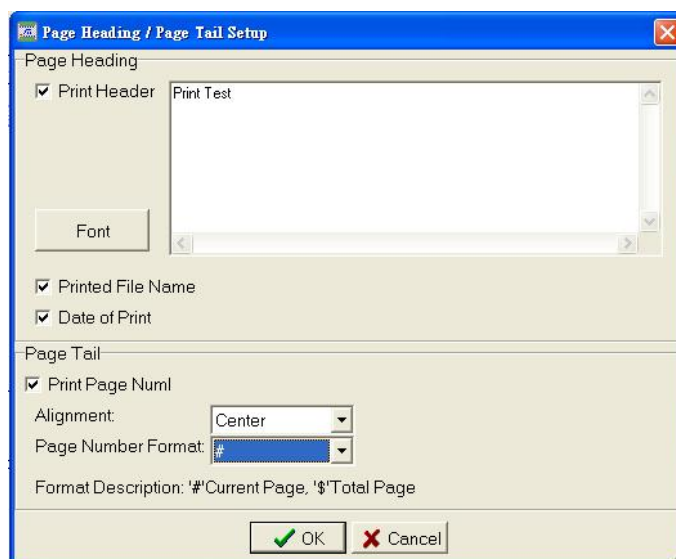 Page Heading / Page Tail Setup
Page Heading
Print Header
Print Test
Font
Printed File Name
Date of Print
Page Tail
Print Page Numl
Alignment: Center
Page Number Format: #
Format Description: '#'Current Page, '$'Total Page
OK Cancel